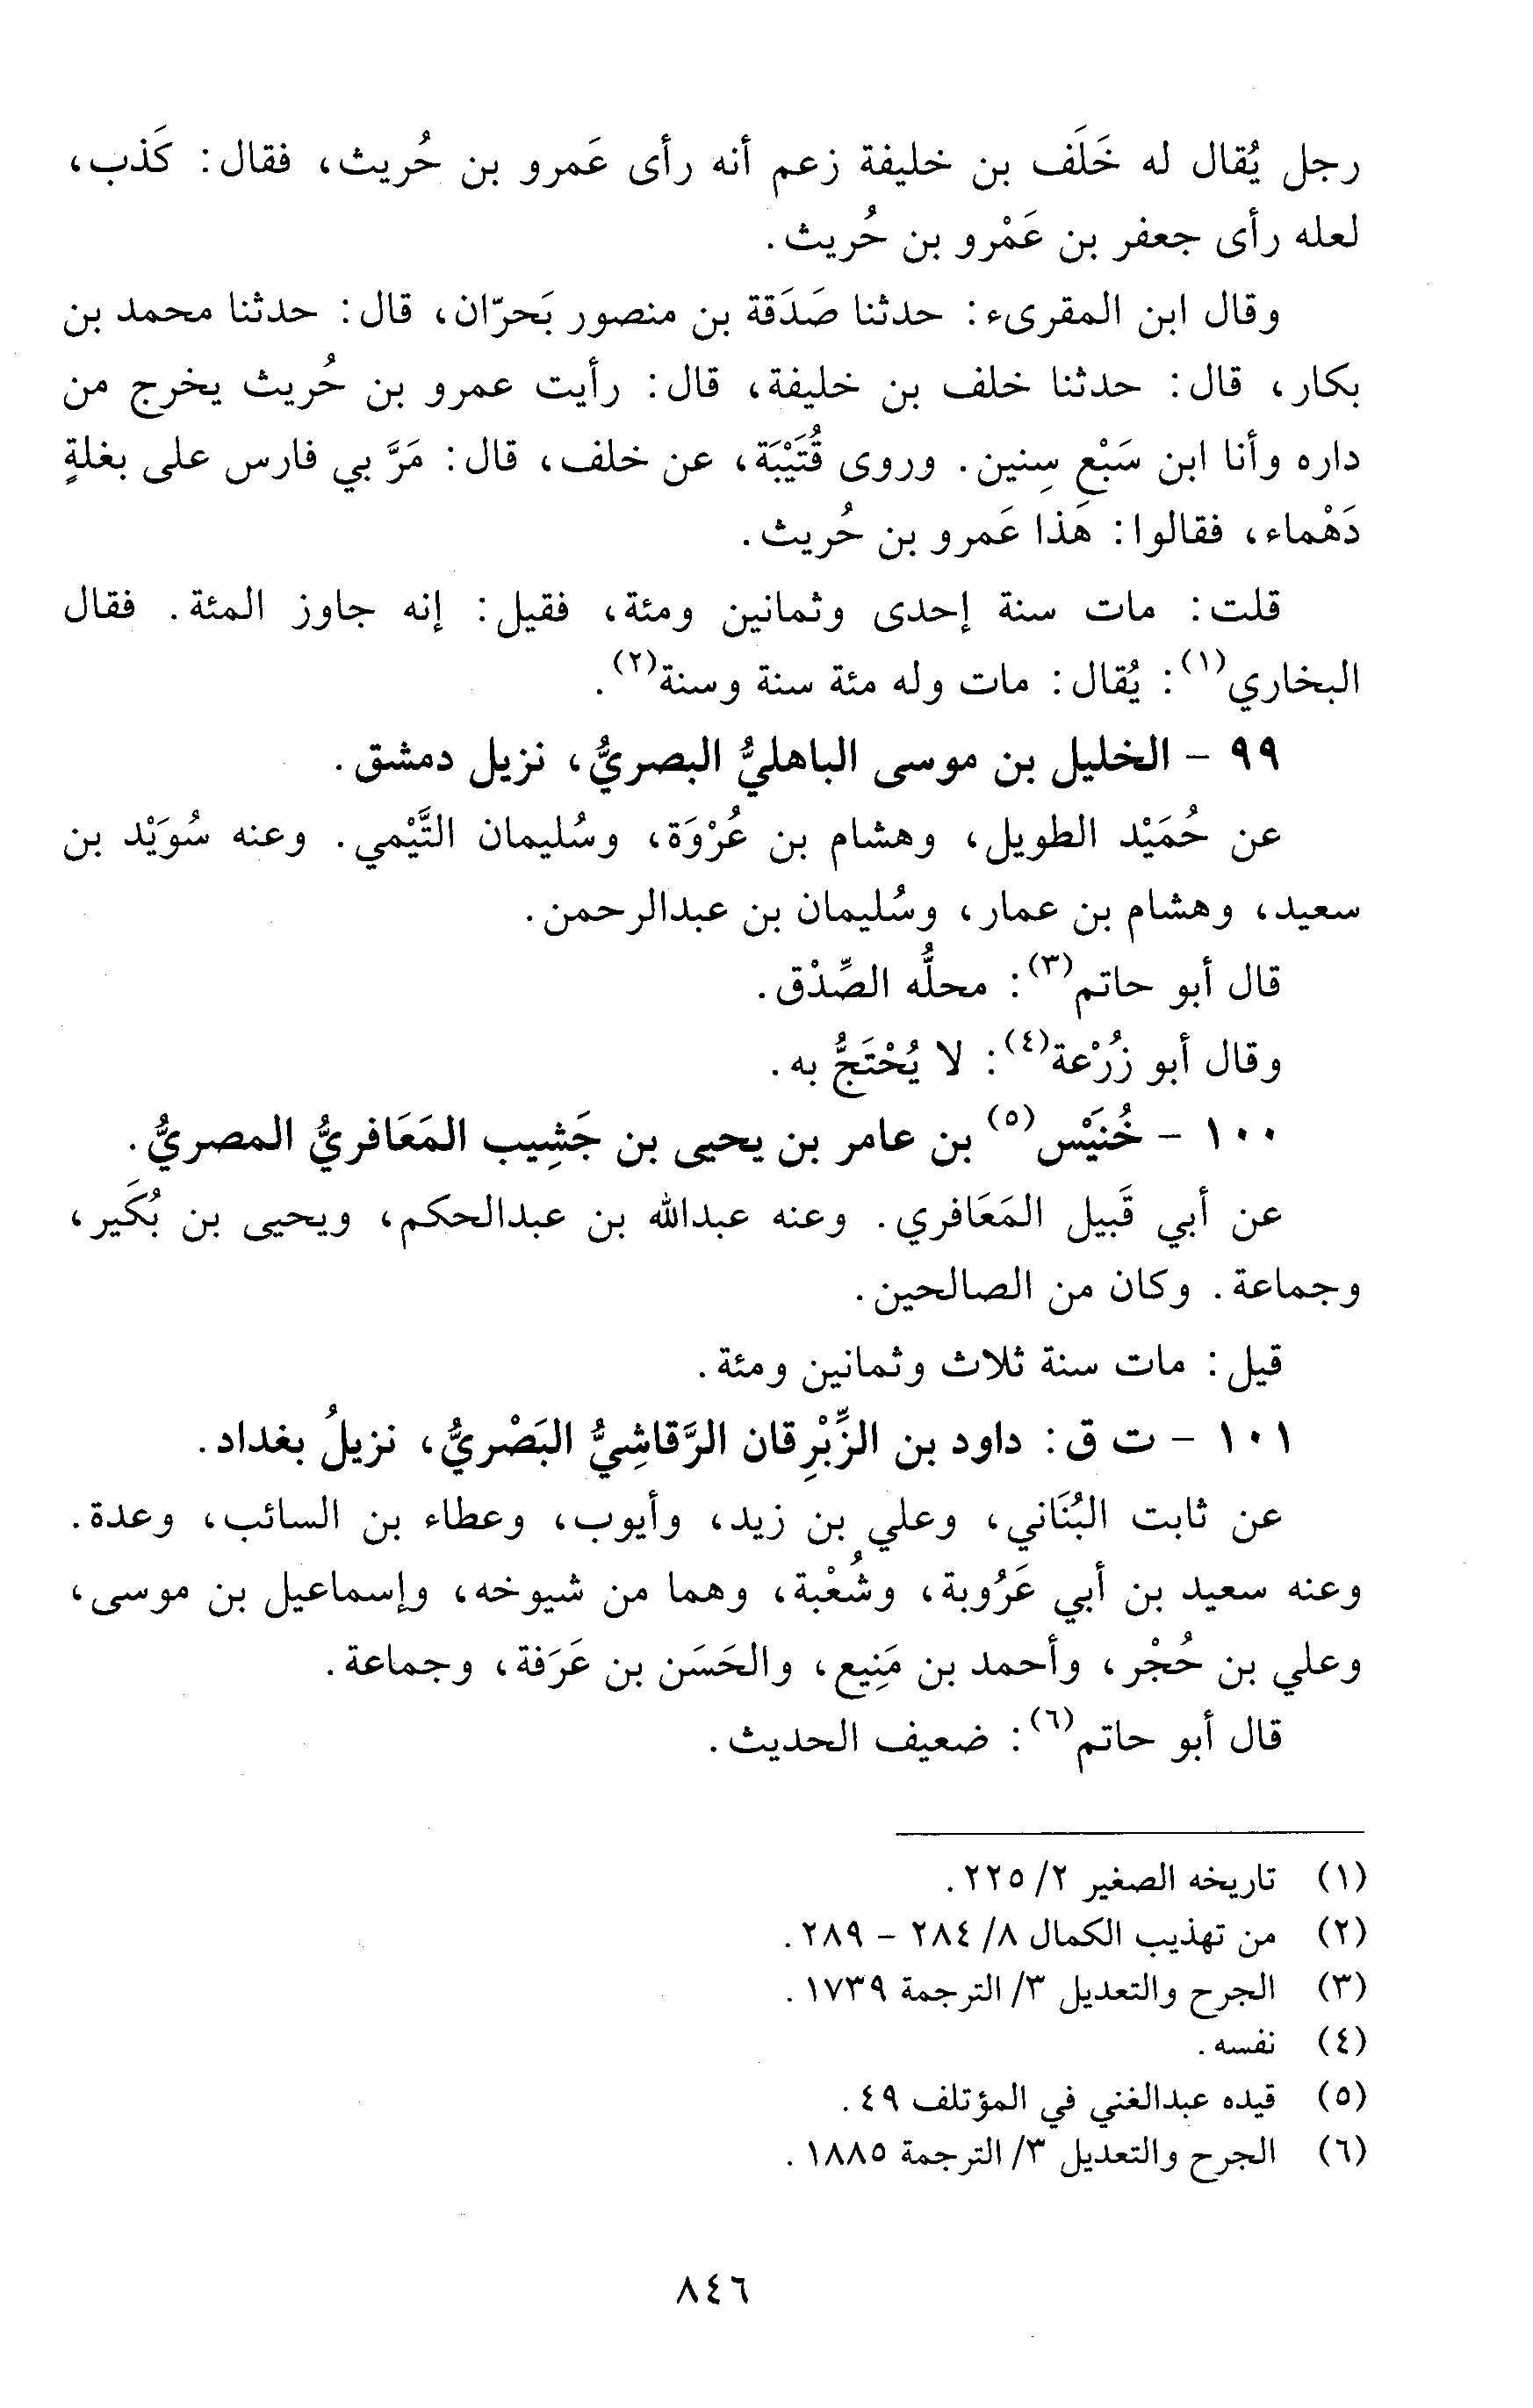 رجل يُقال له خَلَف بن خليفة زعم أنه رأى عَمرو بن حُريث، فقال: كَذب،
لعله رأى جعفر بن عَمْرو بن حُريث.
وقال ابن المقرىء: حدثنا صَدَقة بن منصور بَحرّان، قال: حدثنا محمد بن
بكار، قال: حدثنا خلف بن خليفة، قال: رأيت عمرو بن حُريث يخرج من
داره وأنا ابن سَبْعِ سِنين. وروى قُتَيْبَة، عن خلف، قال: مَرَّ بي فارس على بغلةٍ
دَهْماء، فقالوا: هَذا عَمرو بن حُريث.
قلت: مات سنة إحدى وثمانين ومئة، فقيل: إنه جاوز المئة. فقال
البخاري(١): يُقال: مات وله مئة سنة وسنة(٢).
٩٩ - الخليل بن موسى الباهليُّ البصريُّ، نزيل دمشق.
عن حُمَيْد الطويل، وهشام بن عُرْوَة، وسُليمان التَّيْمي. وعنه سُوَيْد بن
سعيد، وهشام بن عمار، وسُليمان بن عبدالرحمن.
قال أبو حاتم(٣): محلُّه الصِّدْق.
وقال أبو زُرْعة(٤): لا يُحْتَجُّ به.
١٠٠ - خُنَيْس(٥) بن عامر بن يحيى بن جَشِيب المَعَافريُّ المصريُّ.
عن أبي قَبيل المَعَافري. وعنه عبدالله بن عبدالحكم، ويحيى بن بُكَير،
وجماعة. وكان من الصالحين.
قيل: مات سنة ثلاث وثمانين ومئة.
١٠١ - ت ق: داود بن الزِّبْرِقان الرَّقاشِيُّ البَصْريُّ، نزيلُ بغداد.
عن ثابت البُنَاني، وعلي بن زيد، وأيوب، وعطاء بن السائب، وعدة.
وعنه سعيد بن أبي عَرُوبة، وشُعْبة، وهما من شيوخه، وإسماعيل بن موسى،
وعلي بن حُجْر، وأحمد بن مَنِيع، والحَسَن بن عَرَفة، وجماعة.
قال أبو حاتم(٦): ضعيف الحديث.
(١) تاريخه الصغير ٢/ ٢٢٥.
(٢) من تهذيب الكمال ٨/ ٢٨٤ - ٢٨٩.
(٣) الجرح والتعديل ٣/ الترجمة ١٧٣٩.
(٤) نفسه.
(٥) قيده عبدالغني في المؤتلف ٤٩.
(٦) الجرح والتعديل ٣/ الترجمة ١٨٨٥.
٨٤٦